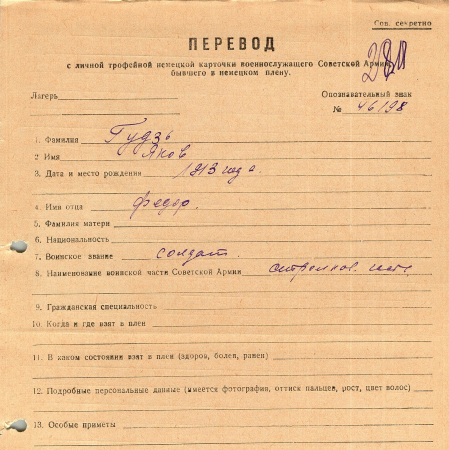 Сов. секретно
ПЕРЕВОД
с личной трофейной немецкой карточки военнослужащего Советской Армии,
бывшего в немецком плену.
Лагерь
Опознавательный знак
№ 46198
1. Фамилия Гудзь
2 Имя Яков
3. Дата и место рождения 1913 года.
4. Имя отца Федор.
5. Фамилия матери
6. Национальность
7. Воинское звание солдат.
8. Наименование воинской части Советской Армии
9. Гражданская специальность
10. Когда и где взят в плен
11. В каком состоянии взят в плен (здоров, болен, ранен)
12. Подробные персональные данные (имеется фотография, оттиск пальцев, рост, цвет волос)
13. Особые приметы